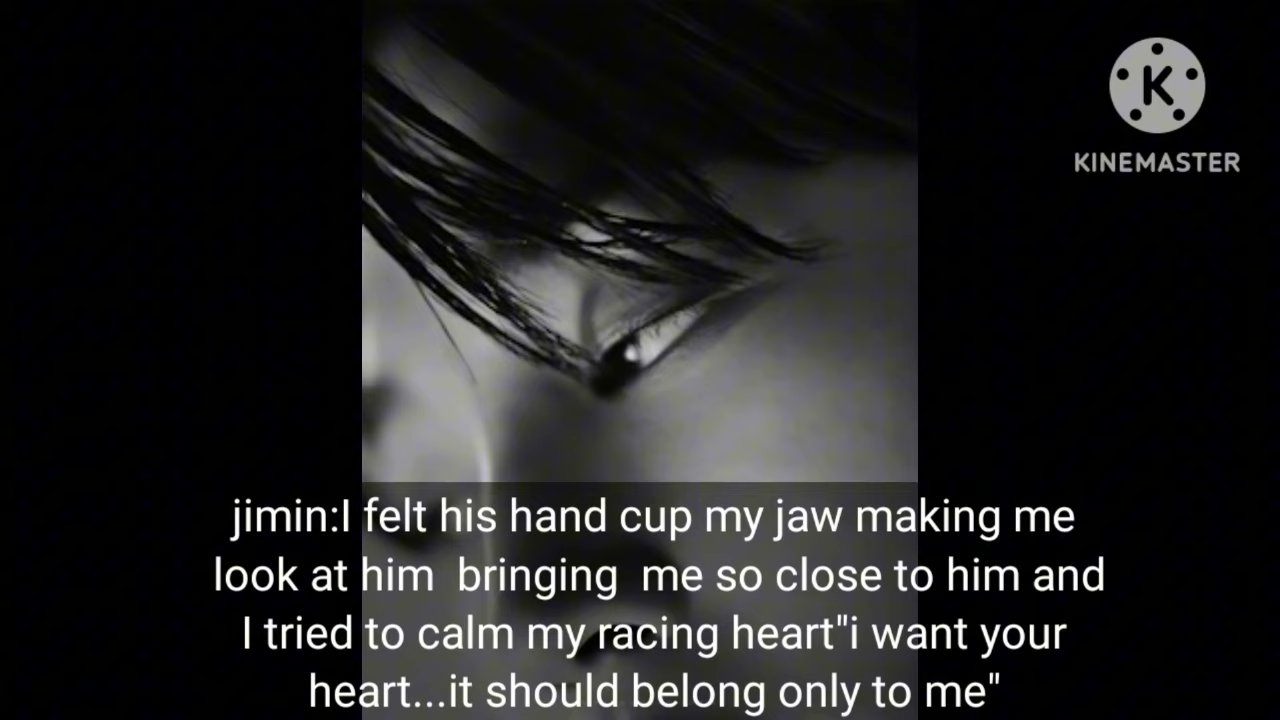 KINEMASTER
jimin:I felt his hand cup my jaw making me
look at him  bringing  me so close to him and
I tried to calm my racing heart"i want your
heart...it should belong only to me"